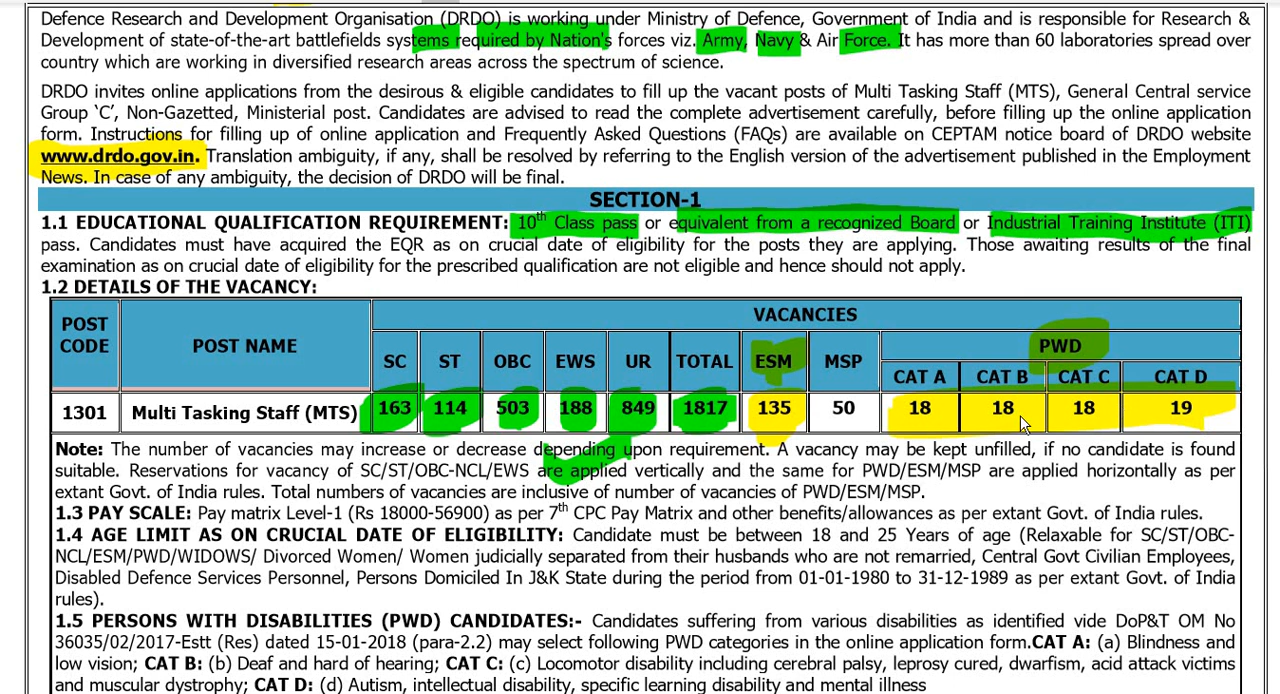 Defence Research and Development Organisation (DRDO) is working under Ministry of Defence, Government of India and is responsible for Research &
Development of state-of-the-art battlefields systems required by Nation's forces viz. Army, Navy & Air Force. It has more than 60 laboratories spread over
country which are working in diversified research areas across the spectrum of science.
DRDO invites online applications from the desirous & eligible candidates to fill up the vacant posts of Multi Tasking Staff (MTS), General Central service
Group ‘C’, Non-Gazetted, Ministerial post. Candidates are advised to read the complete advertisement carefully, before filling up the online application
form. Instructions for filling up of online application and Frequently Asked Questions (FAQs) are available on CEPTAM notice board of DRDO website
www.drdo.gov.in. Translation ambiguity, if any, shall be resolved by referring to the English version of the advertisement published in the Employment
News. In case of any ambiguity, the decision of DRDO will be final.
SECTION-1
1.1 EDUCATIONAL QUALIFICATION REQUIREMENT: 10th Class pass or equivalent from a recognized Board or Industrial Training Institute (ITI)
pass. Candidates must have acquired the EQR as on crucial date of eligibility for the posts they are applying. Those awaiting results of the final
examination as on crucial date of eligibility for the prescribed qualification are not eligible and hence should not apply.
1.2 DETAILS OF THE VACANCY:
POST CODE POST NAME VACANCIES
SC ST OBC EWS UR TOTAL ESM MSP PWD
CAT A CAT B CAT C CAT D
1301 Multi Tasking Staff (MTS) 163 114 503 188 849 1817 135 50 18 18 18 19
Note: The number of vacancies may increase or decrease depending upon requirement. A vacancy may be kept unfilled, if no candidate is found
suitable. Reservations for vacancy of SC/ST/OBC-NCL/EWS are applied vertically and the same for PWD/ESM/MSP are applied horizontally as per
extant Govt. of India rules. Total numbers of vacancies are inclusive of number of vacancies of PWD/ESM/MSP.
1.3 PAY SCALE: Pay matrix Level-1 (Rs 18000-56900) as per 7th CPC Pay Matrix and other benefits/allowances as per extant Govt. of India rules.
1.4 AGE LIMIT AS ON CRUCIAL DATE OF ELIGIBILITY: Candidate must be between 18 and 25 Years of age (Relaxable for SC/ST/OBC-
NCL/ESM/PWD/WIDOWS/ Divorced Women/ Women judicially separated from their husbands who are not remarried, Central Govt Civilian Employees,
Disabled Defence Services Personnel, Persons Domiciled In J&K State during the period from 01-01-1980 to 31-12-1989 as per extant Govt. of India
rules).
1.5 PERSONS WITH DISABILITIES (PWD) CANDIDATES:- Candidates suffering from various disabilities as identified vide DoP&T OM No
36035/02/2017-Estt (Res) dated 15-01-2018 (para-2.2) may select following PWD categories in the online application form.CAT A: (a) Blindness and
low vision; CAT B: (b) Deaf and hard of hearing; CAT C: (c) Locomotor disability including cerebral palsy, leprosy cured, dwarfism, acid attack victims
and muscular dystrophy; CAT D: (d) Autism, intellectual disability, specific learning disability and mental illness